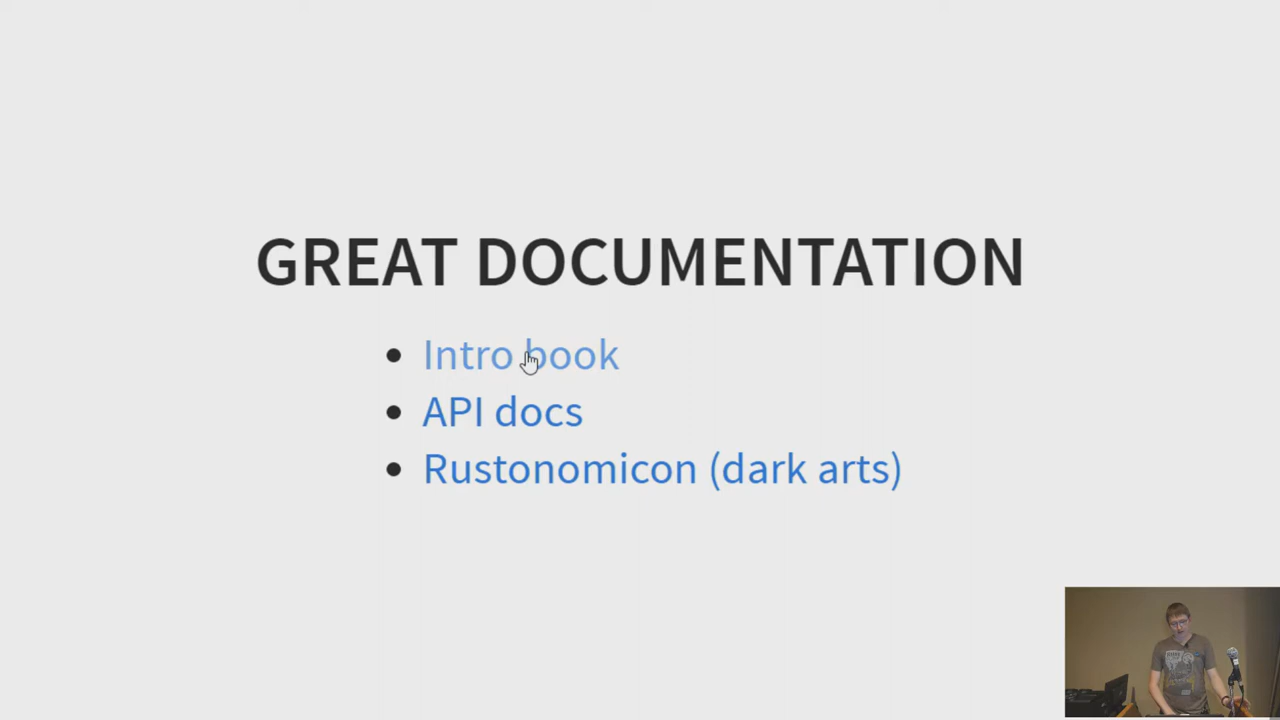 GREAT DOCUMENTATION
Intro book
API docs
Rustonomicon (dark arts)